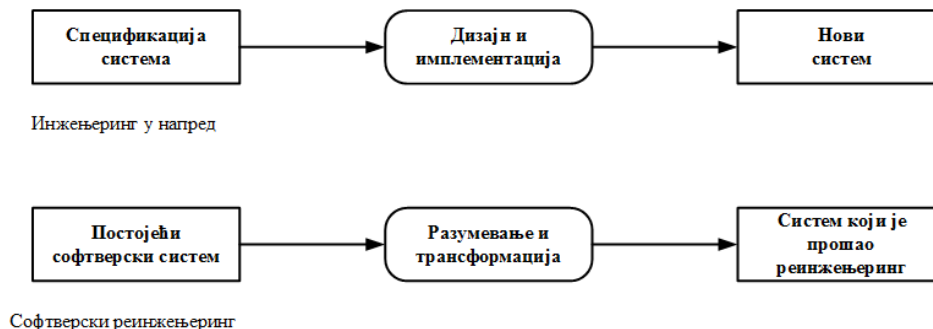 Спецификација
система
Дизајн и
имплементација
Нови
систем
Инжењеринг у напред
Постојећи
софтверски систем
Разумевање и
трансформација
Систем који је
прошао
реинжењеринг
Софтверски реинжењеринг